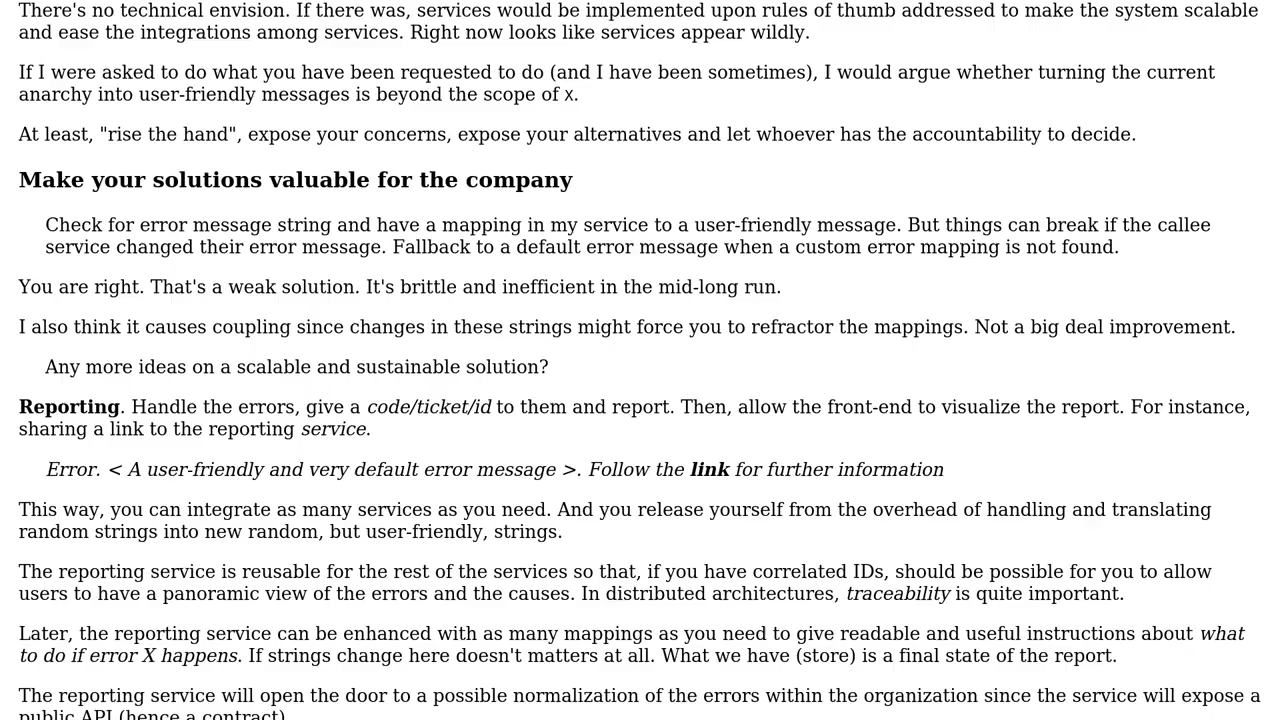 There's no technical envision. If there was, services would be implemented upon rules of thumb addressed to make the system scalable
and ease the integrations among services. Right now looks like services appear wildly.
If I were asked to do what you have been requested to do (and I have been sometimes), I would argue whether turning the current
anarchy into user-friendly messages is beyond the scope of x.
At least, "rise the hand", expose your concerns, expose your alternatives and let whoever has the accountability to decide.
Make your solutions valuable for the company
Check for error message string and have a mapping in my service to a user-friendly message. But things can break if the callee
service changed their error message. Fallback to a default error message when a custom error mapping is not found.
You are right. That's a weak solution. It's brittle and inefficient in the mid-long run.
I also think it causes coupling since changes in these strings might force you to refractor the mappings. Not a big deal improvement.
Any more ideas on a scalable and sustainable solution?
Reporting. Handle the errors, give a code/ticket/id to them and report. Then, allow the front-end to visualize the report. For instance,
sharing a link to the reporting service.
Error. < A user-friendly and very default error message >. Follow the link for further information
This way, you can integrate as many services as you need. And you release yourself from the overhead of handling and translating
random strings into new random, but user-friendly, strings.
The reporting service is reusable for the rest of the services so that, if you have correlated IDs, should be possible for you to allow
users to have a panoramic view of the errors and the causes. In distributed architectures, traceability is quite important.
Later, the reporting service can be enhanced with as many mappings as you need to give readable and useful instructions about what
to do if error X happens. If strings change here doesn't matters at all. What we have (store) is a final state of the report.
The reporting service will open the door to a possible normalization of the errors within the organization since the service will expose a
public API (hence a contract).